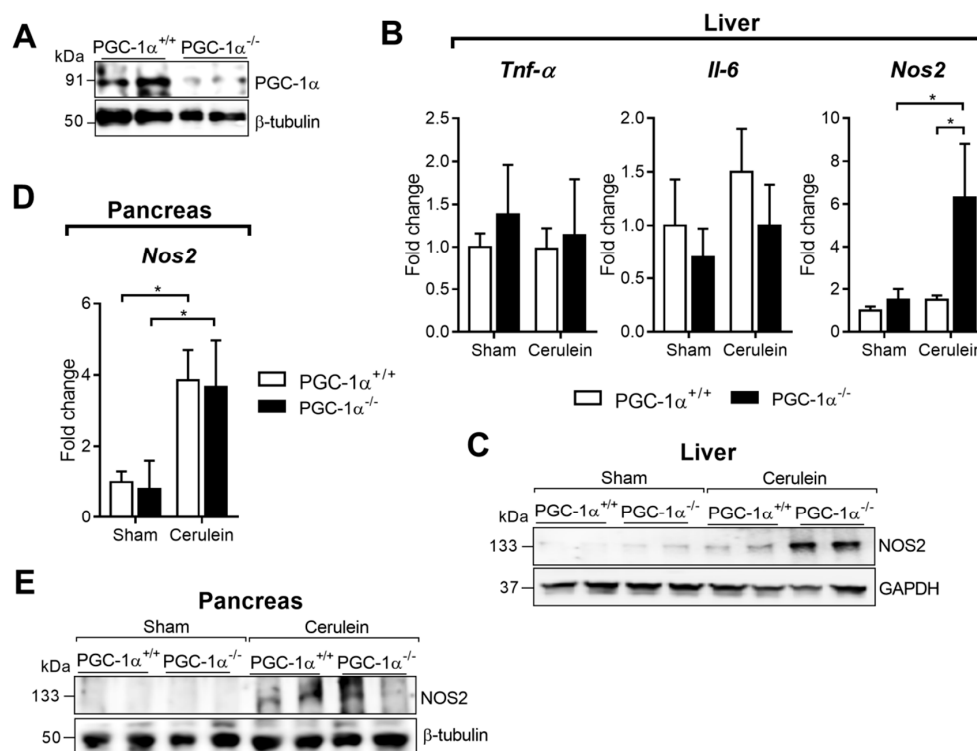 A
PGC-1α+/+ PGC-1α-/-
kDa
91
PGC-1α
50
β-tubulin
B
Liver
Tnf-α
Il-6
Nos2
Fold change
2.5
2.0
1.5
1.0
0.5
0.0
Sham Cerulein
Fold change
2.0
1.5
1.0
0.5
0.0
Sham Cerulein
Fold change
10
8
6
4
2
0
* 
*
Sham Cerulein
PGC-1α+/+ PGC-1α-/-
D
Pancreas
Nos2
Fold change
6
4
2
0
*
*
Sham Cerulein
PGC-1α+/+
PGC-1α-/-
C
Liver
Sham Cerulein
PGC-1α+/+ PGC-1α-/- PGC-1α+/+ PGC-1α-/-
kDa
133
NOS2
37
GAPDH
E
Pancreas
Sham Cerulein
PGC-1α+/+ PGC-1α-/- PGC-1α+/+ PGC-1α-/-
kDa
133
NOS2
50
β-tubulin